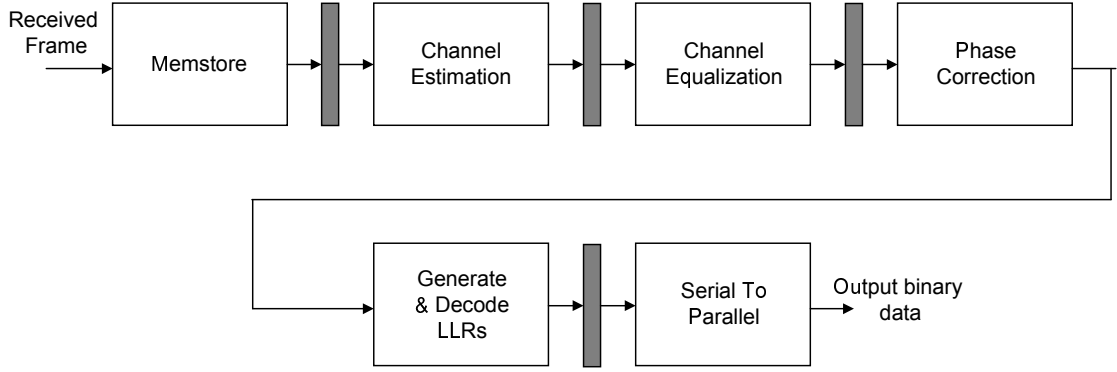 Received
Frame
Memstore
Channel
Estimation
Channel
Equalization
Phase
Correction
Generate
& Decode
LLRs
Serial To
Parallel
Output binary
data